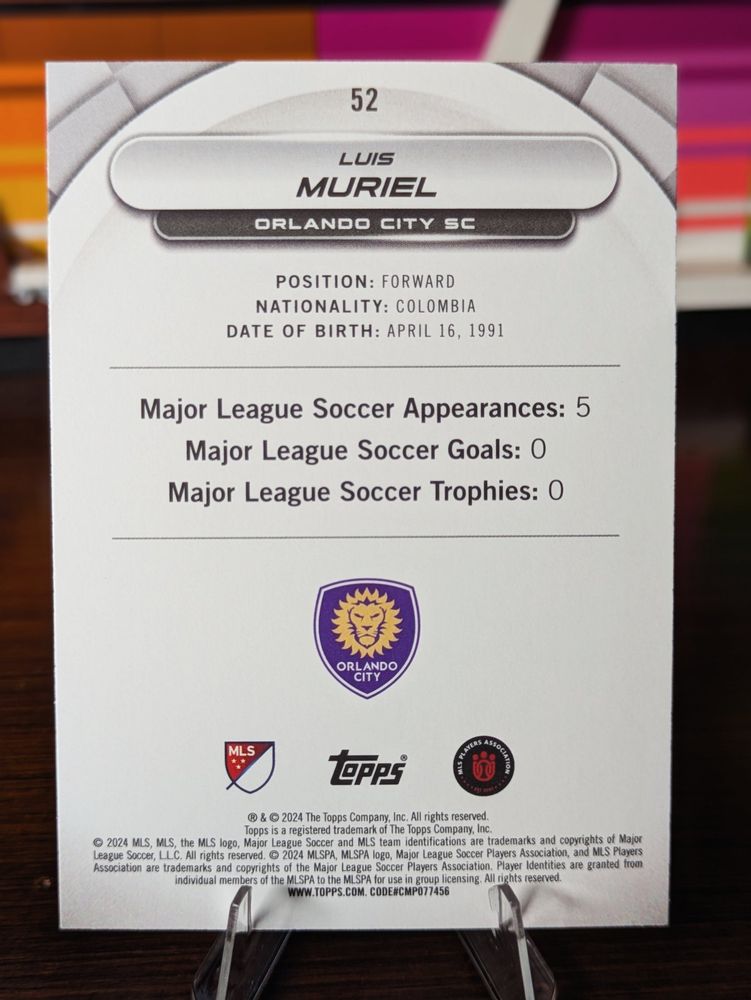 52
LUIS
MURIEL
ORLANDO CITY SC
POSITION: FORWARD
NATIONALITY: COLOMBIA
DATE OF BIRTH: APRIL 16, 1991
Major League Soccer Appearances: 5
Major League Soccer Goals: 0
Major League Soccer Trophies: 0
ORLANDO
CITY
MLS
TOPPS®
MLS PLAYERS ASSOCIATION
® & © 2024 The Topps Company, Inc. All rights reserved.
Topps is a registered trademark of The Topps Company, Inc.
© 2024 MLS, MLS, the MLS logo, Major League Soccer and MLS team identifications are trademarks and copyrights of Major
League Soccer, L.L.C. All rights reserved. © 2024 MLSPA, MLSPA logo, Major League Soccer Players Association, and MLS Players
Association are trademarks and copyrights of the Major League Soccer Players Association. Player Identities are granted from
individual members of the MLSPA to the MLSPA for use in group licensing. All rights reserved.
WWW.TOPPS.COM. CODE#CMP077456